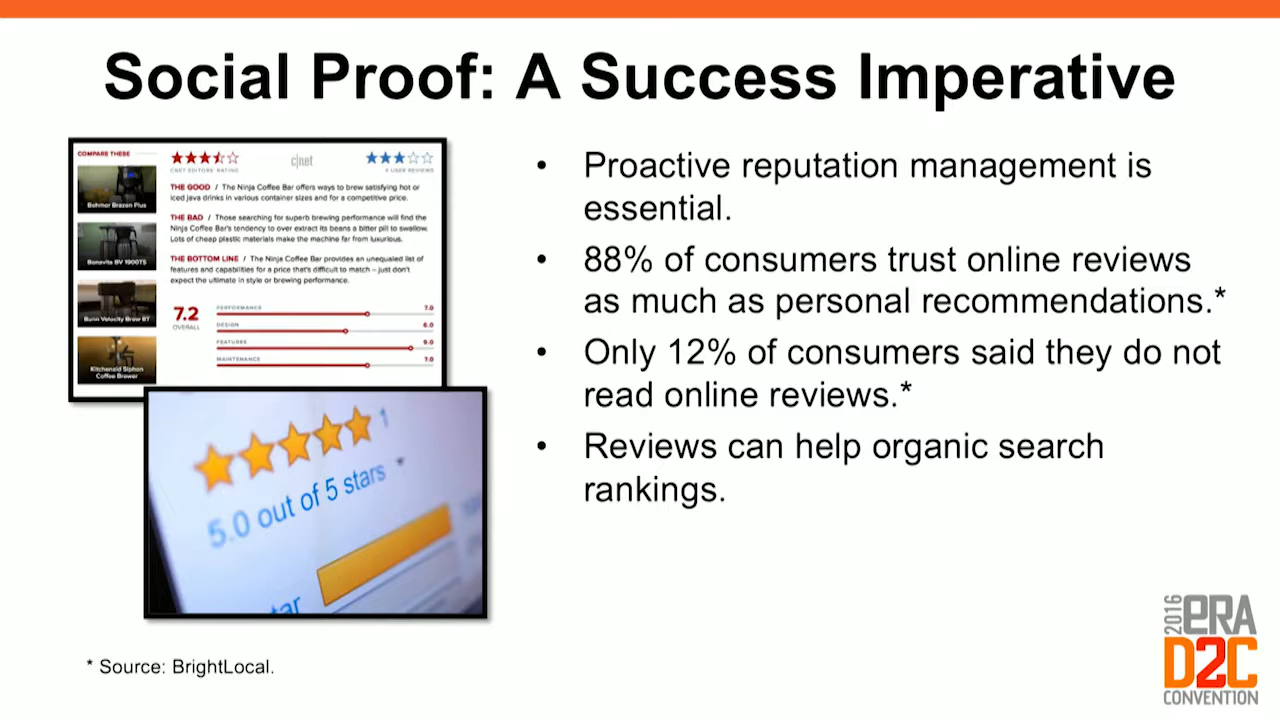 Social Proof: A Success Imperative
COMPARE THESE
Behmor Brazen Plus
Bonavita BV 1900TS
Bunn Velocity Brew BT
Kitchenaid Siphon
Coffee Brewer
CNET EDITORS' RATING
c|net
4 USER REVIEWS
THE GOOD / The Ninja Coffee Bar offers ways to brew satisfying hot or
iced java drinks in various container sizes and for a competitive price.
THE BAD / Those searching for superb brewing performance will find the
Ninja Coffee Bar's tendency to over extract its beans a bitter pill to swallow.
Lots of cheap plastic materials make the machine far from luxurious.
THE BOTTOM LINE / The Ninja Coffee Bar provides an unequaled list of
features and capabilities for a price that's difficult to match – just don't
expect the ultimate in style or brewing performance.
7.2
OVERALL
PERFORMANCE 7.0
DESIGN 6.0
FEATURES 9.0
MAINTENANCE 7.0
1
5.0 out of 5 stars
tar
• Proactive reputation management is
essential.
• 88% of consumers trust online reviews
as much as personal recommendations.*
• Only 12% of consumers said they do not
read online reviews.*
• Reviews can help organic search
rankings.
* Source: BrightLocal.
2016 ERA
D2C
CONVENTION